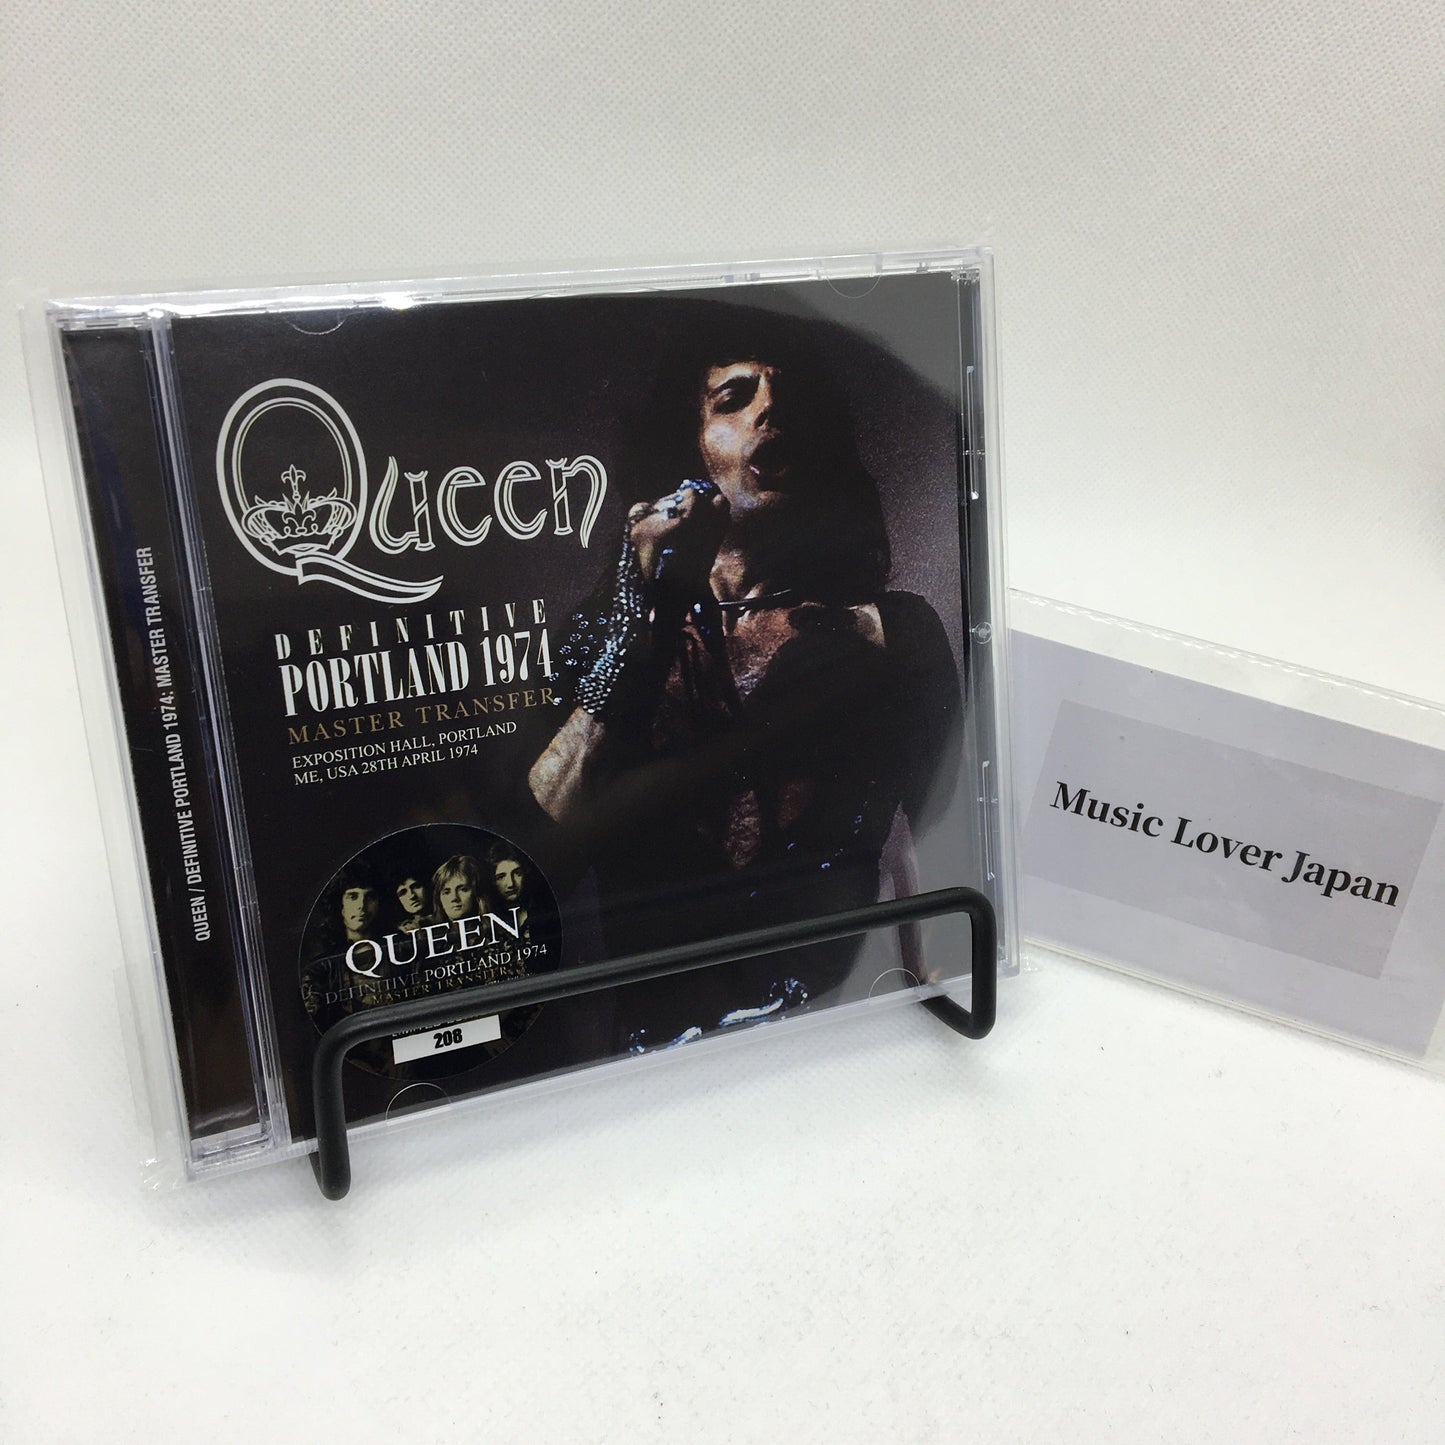 QUEEN / DEFINITIVE PORTLAND 1974: MASTER TRANSFER
Queen
DEFINITIVE
PORTLAND 1974
MASTER TRANSFER
EXPOSITION HALL, PORTLAND
ME, USA 28TH APRIL 1974
QUEEN
DEFINITIVE PORTLAND 1974
MASTER TRANSFER
208
Music Lover Japan